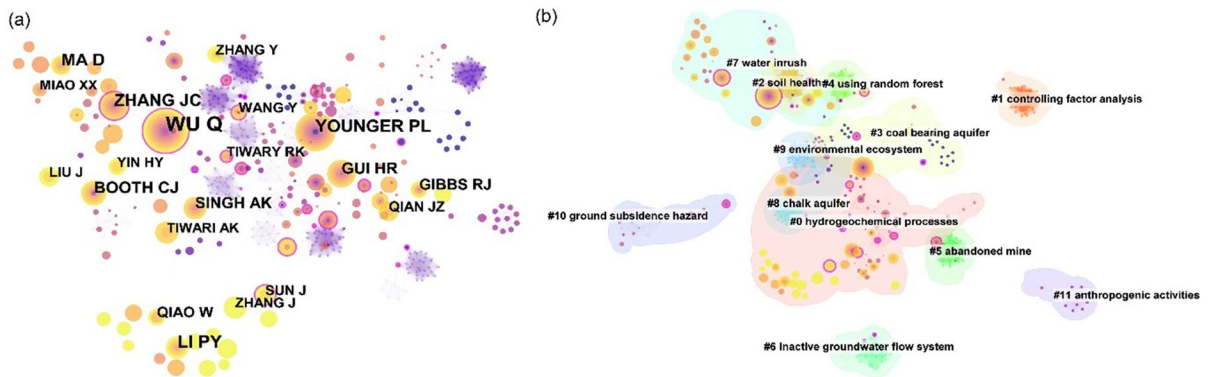 (a)
ZHANG Y
MA D
MIAO XX
ZHANG JC
WANG Y
WU Q
YOUNGER PL
TIWARY RK
YIN HY
LIU J
GUI HR
BOOTH CJ
GIBBS RJ
SINGH AK
QIAN JZ
TIWARI AK
SUN J
ZHANG J
QIAO W
LI PY
(b)
#7 water inrush
#2 soil health
#4 using random forest
#1 controlling factor analysis
#3 coal bearing aquifer
#9 environmental ecosystem
#8 chalk aquifer
#10 ground subsidence hazard
#0 hydrogeochemical processes
#5 abandoned mine
#11 anthropogenic activities
#6 Inactive groundwater flow system